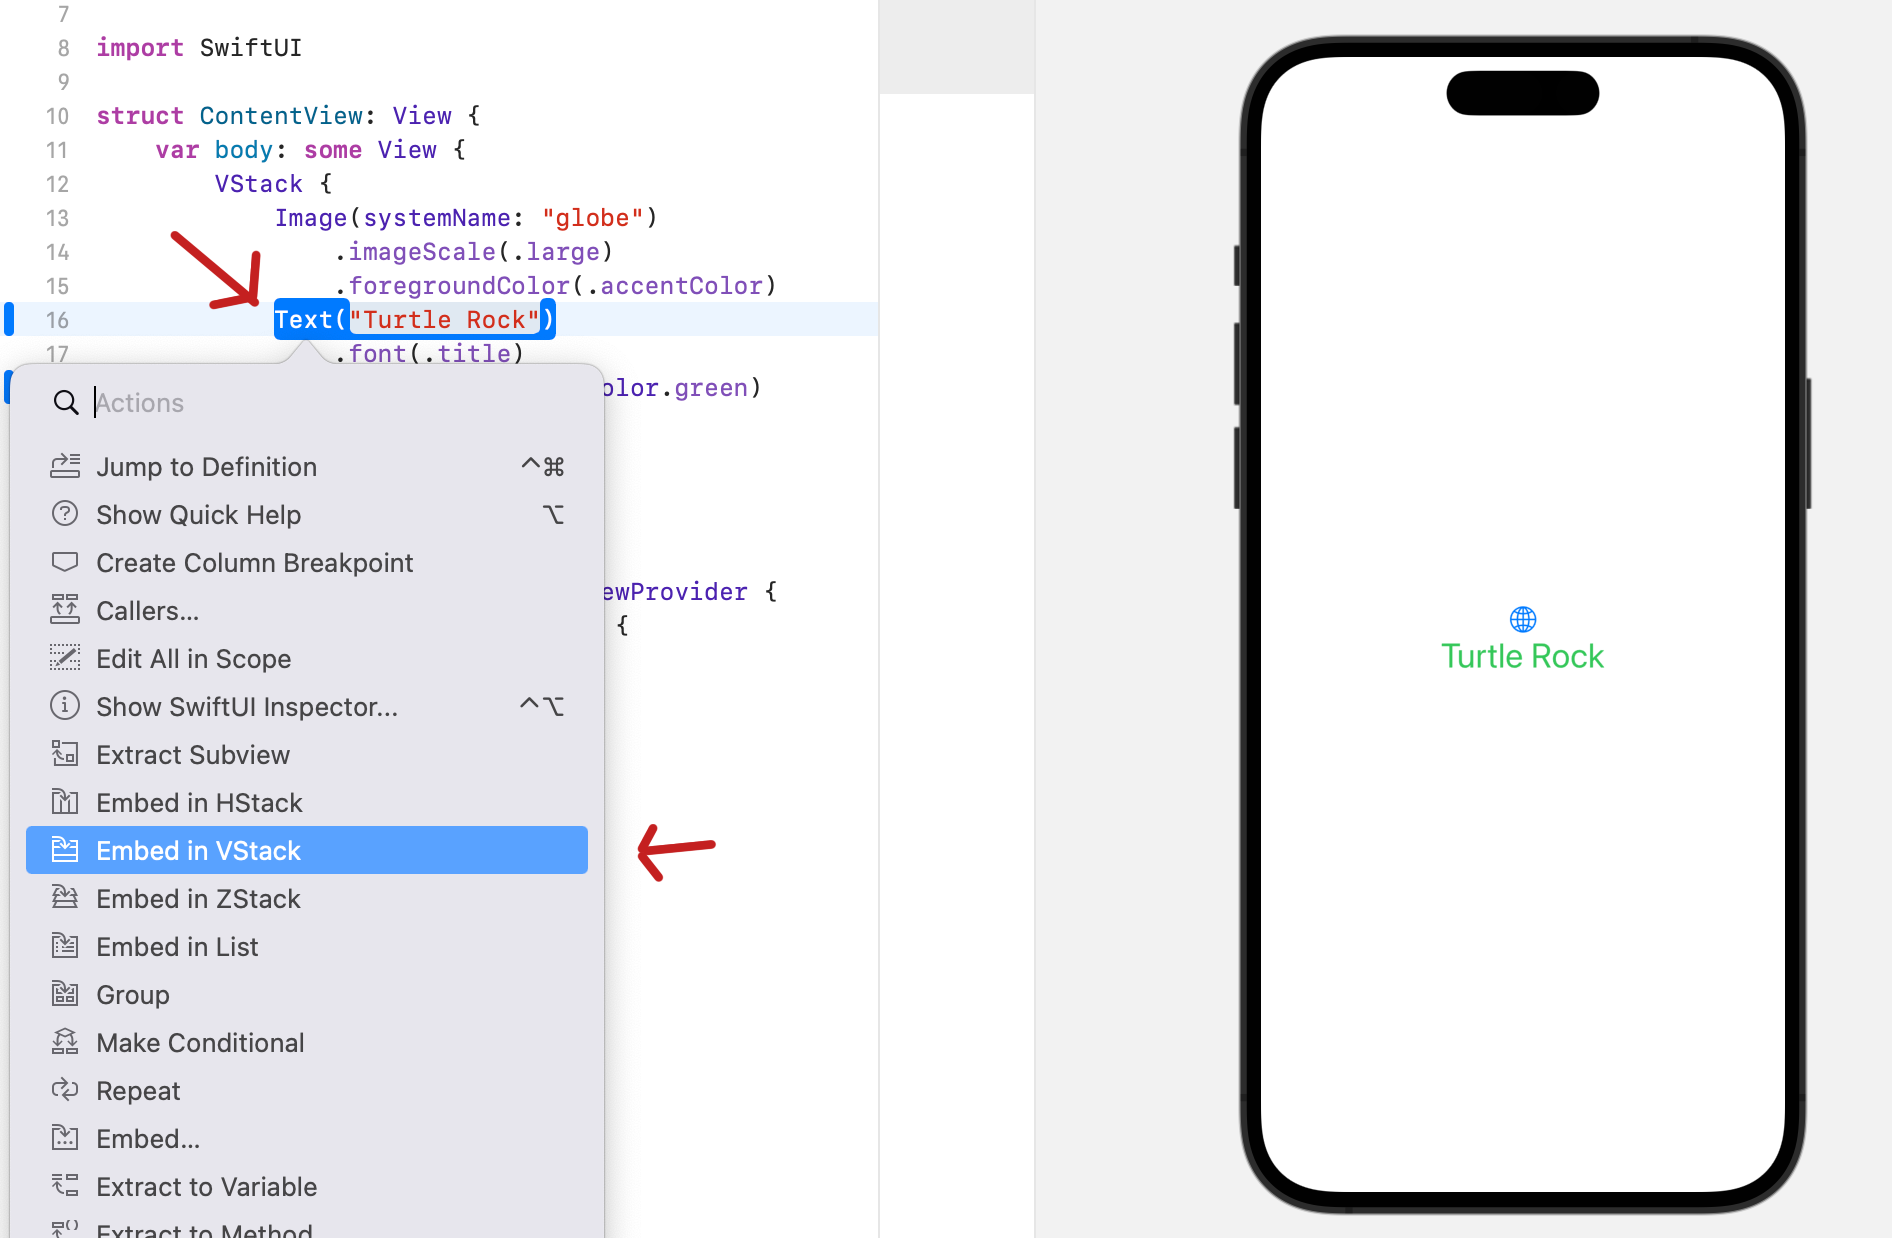 7
8 import SwiftUI
9
10 struct ContentView: View {
11 var body: some View {
12 VStack {
13 Image(systemName: "globe")
14 .imageScale(.large)
15 .foregroundColor(.accentColor)
16 Text("Turtle Rock")
17 .font(.title)
olor.green)
ewProvider {
{
Actions
Jump to Definition ^⌘
Show Quick Help ⌥
Create Column Breakpoint
Callers...
Edit All in Scope
Show SwiftUI Inspector... ^⌥
Extract Subview
Embed in HStack
Embed in VStack
Embed in ZStack
Embed in List
Group
Make Conditional
Repeat
Embed...
Extract to Variable
Extract to Method
Turtle Rock